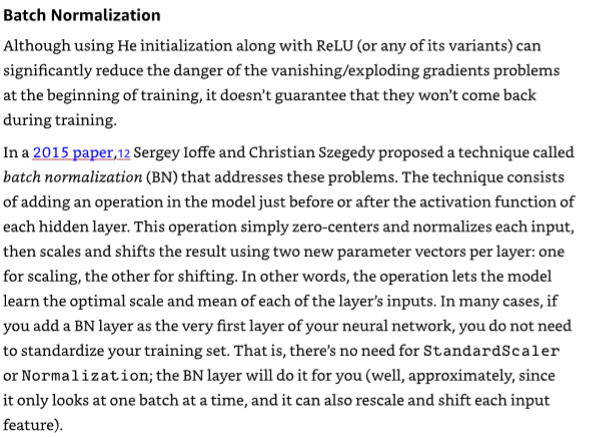 Batch Normalization
Although using He initialization along with ReLU (or any of its variants) can
significantly reduce the danger of the vanishing/exploding gradients problems
at the beginning of training, it doesn’t guarantee that they won’t come back
during training.
In a 2015 paper,12 Sergey Ioffe and Christian Szegedy proposed a technique called
batch normalization (BN) that addresses these problems. The technique consists
of adding an operation in the model just before or after the activation function of
each hidden layer. This operation simply zero-centers and normalizes each input,
then scales and shifts the result using two new parameter vectors per layer: one
for scaling, the other for shifting. In other words, the operation lets the model
learn the optimal scale and mean of each of the layer’s inputs. In many cases, if
you add a BN layer as the very first layer of your neural network, you do not need
to standardize your training set. That is, there’s no need for StandardScaler
or Normalization; the BN layer will do it for you (well, approximately, since
it only looks at one batch at a time, and it can also rescale and shift each input
feature).